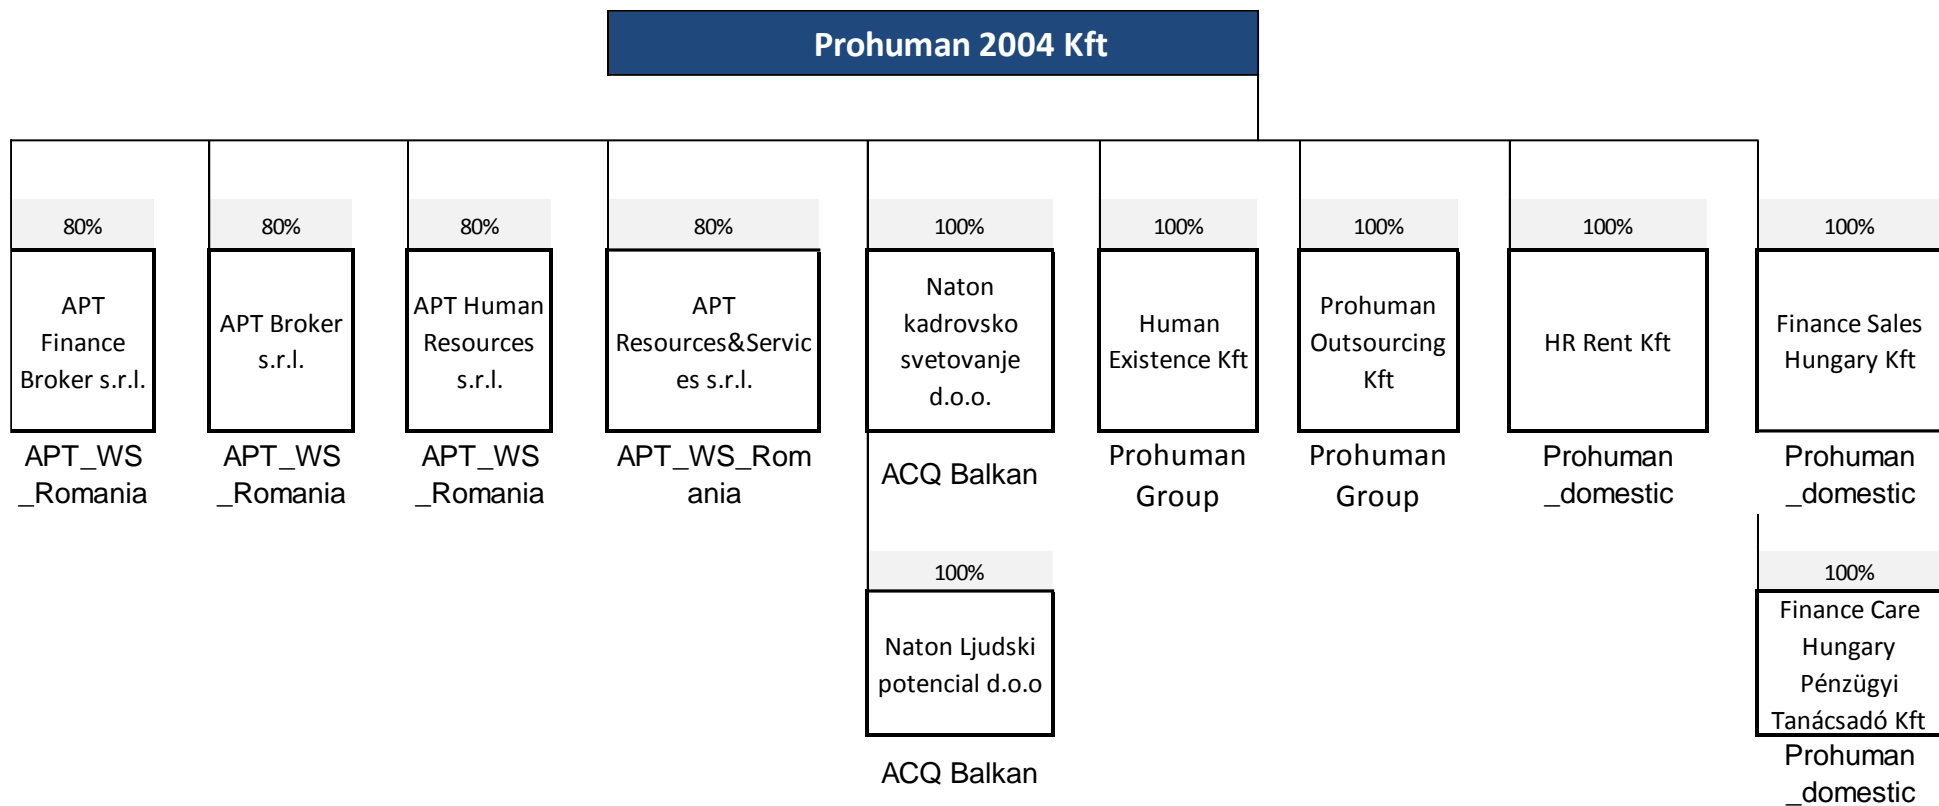 Prohuman 2004 Kft
80%
80%
80%
80%
100%
100%
100%
100%
100%
APT
Finance
Broker s.r.l.
APT Broker
s.r.l.
APT Human
Resources
s.r.l.
APT
Resources&Servic
es s.r.l.
Naton
kadrovsko
svetovanje
d.o.o.
Human
Existence Kft
Prohuman
Outsourcing
Kft
HR Rent Kft
Finance Sales
Hungary Kft
APT_WS
_Romania
APT_WS
_Romania
APT_WS
_Romania
APT_WS_Rom
ania
ACQ Balkan
Prohuman
Group
Prohuman
Group
Prohuman
_domestic
Prohuman
_domestic
100%
100%
Naton Ljudski
potencial d.o.o
Finance Care
Hungary
Pénzügyi
Tanácsadó Kft
ACQ Balkan
Prohuman
_domestic